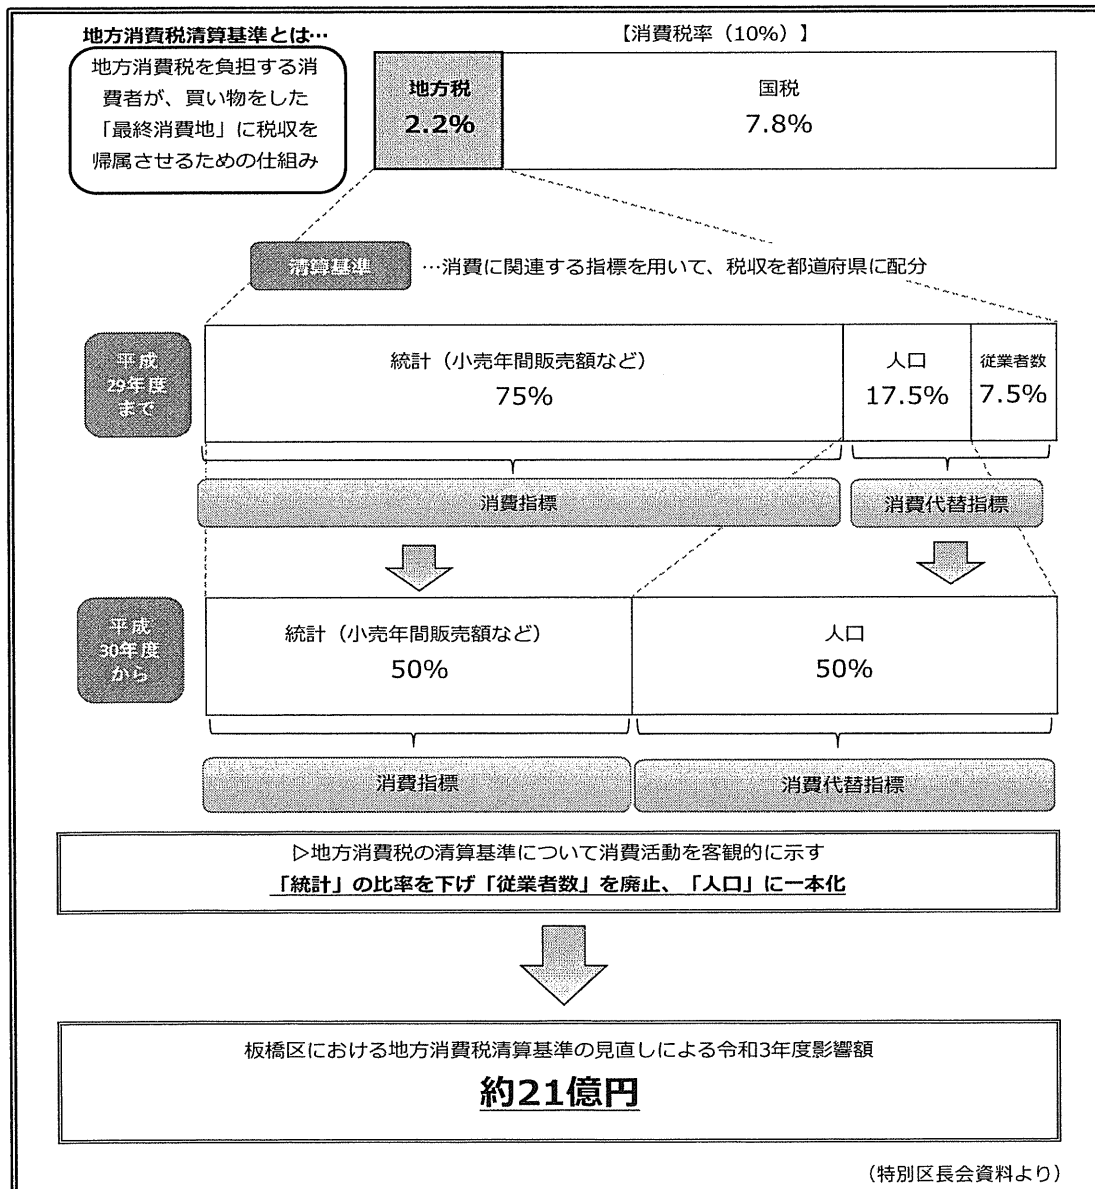 地方消費税清算基準とは…
地方消費税を負担する消
費者が、買い物をした
「最終消費地」に税収を
帰属させるための仕組み
【消費税率（10%）】
地方税
2.2%
国税
7.8%
清算基準
…消費に関連する指標を用いて、税収を都道府県に配分
平成
29年度
まで
統計（小売年間販売額など）
75%
人口
17.5%
従業者数
7.5%
消費指標
消費代替指標
平成
30年度
から
統計（小売年間販売額など）
50%
人口
50%
消費指標
消費代替指標
▷地方消費税の清算基準について消費活動を客観的に示す
「統計」の比率を下げ「従業者数」を廃止、「人口」に一本化
板橋区における地方消費税清算基準の見直しによる令和3年度影響額
約21億円
（特別区長会資料より）